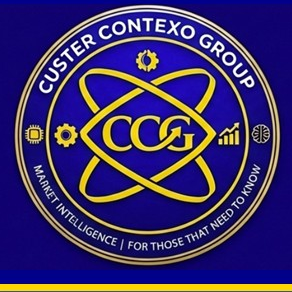 CUSTER CONTEXO GROUP
CCG
MARKET INTELLIGENCE | FOR THOSE THAT NEED TO KNOW